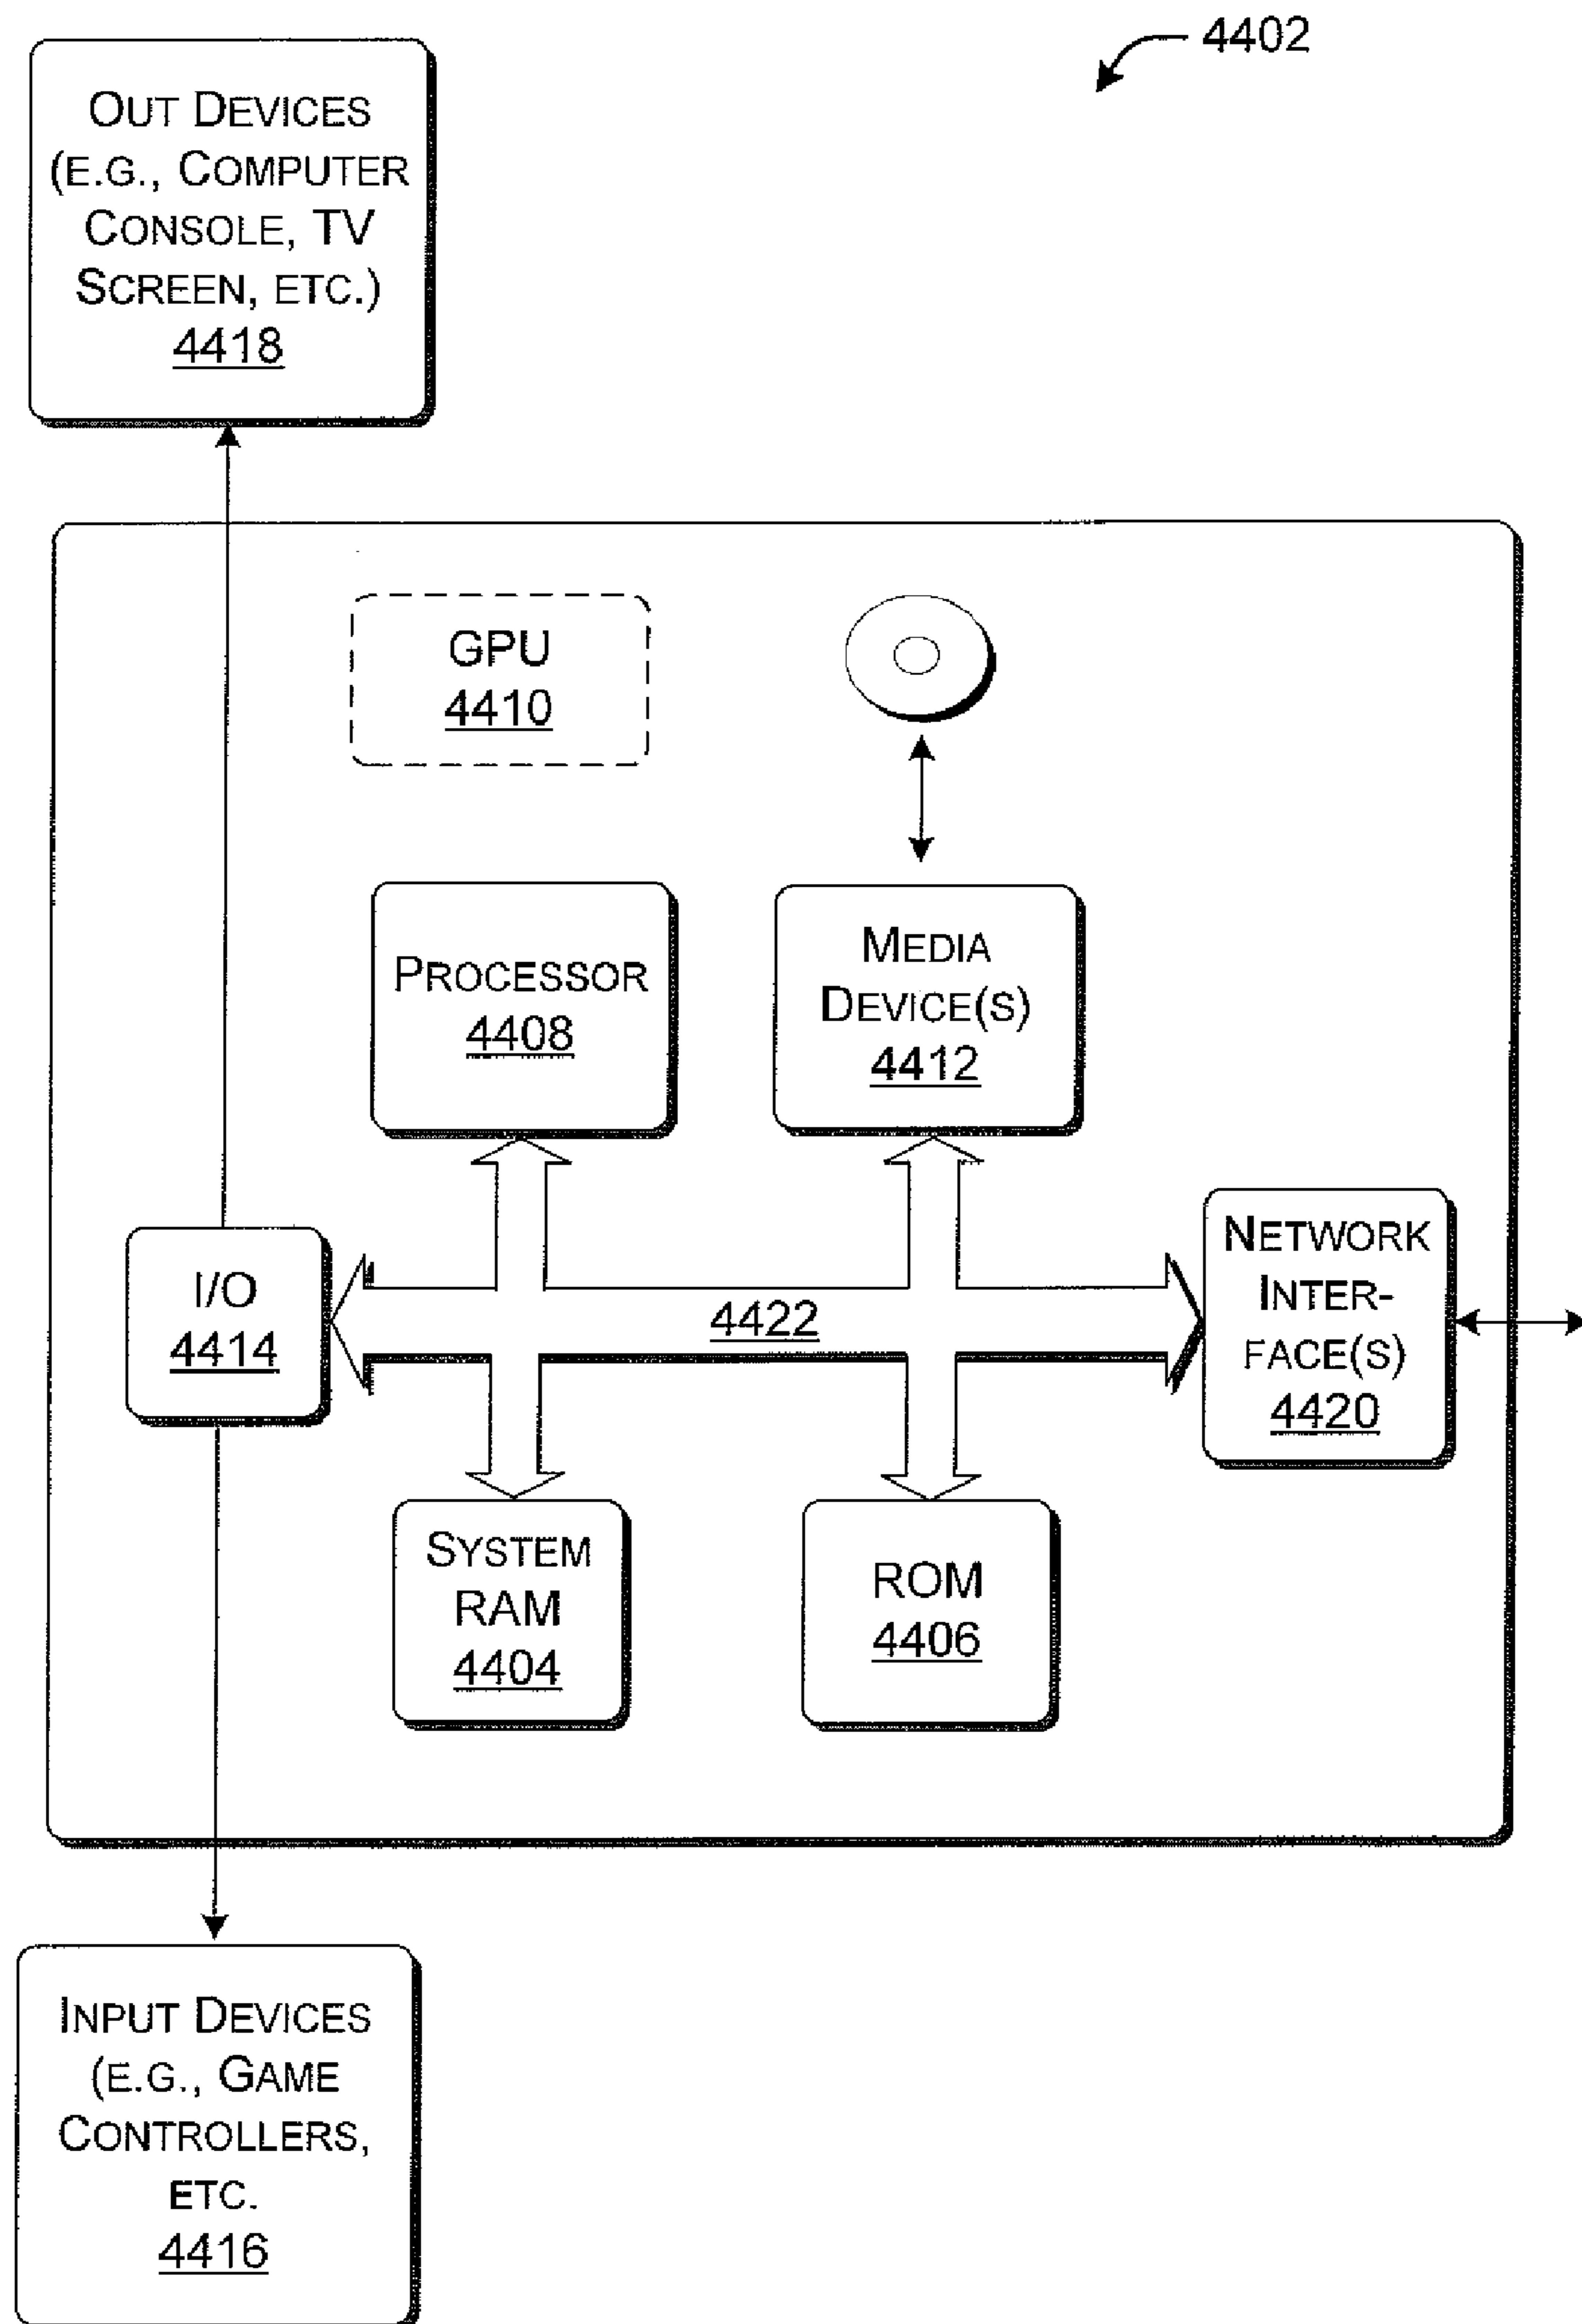 4402
OUT DEVICES
(E.G., COMPUTER
CONSOLE, TV
SCREEN, ETC.)
4418
GPU
4410
PROCESSOR
4408
MEDIA
DEVICE(S)
4412
I/O
4414
4422
NETWORK
INTER-
FACE(S)
4420
SYSTEM
RAM
4404
ROM
4406
INPUT DEVICES
(E.G., GAME
CONTROLLERS,
ETC.
4416